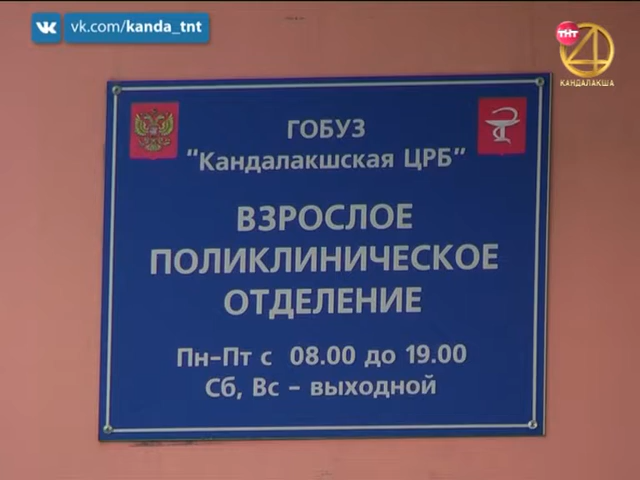 vk.com/kanda_tnt
ТНТ
4
КАНДАЛАКША
ГОБУЗ
"Кандалакшская ЦРБ"
ВЗРОСЛОЕ
ПОЛИКЛИНИЧЕСКОЕ
ОТДЕЛЕНИЕ
Пн-Пт с 08.00 до 19.00
Сб, Вс - выходной